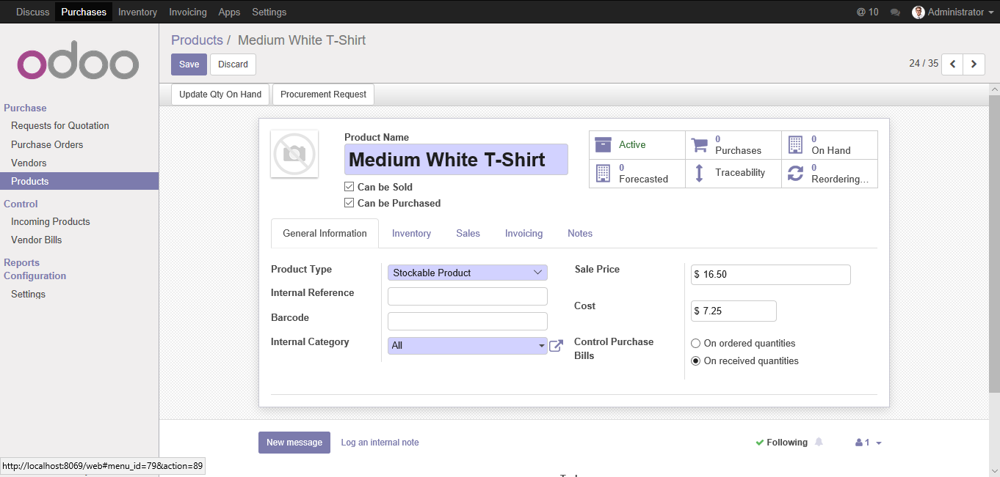 Discuss Purchases Inventory Invoicing Apps Settings @ 10 Administrator
odoo
Purchase
Requests for Quotation
Purchase Orders
Vendors
Products
Control
Incoming Products
Vendor Bills
Reports
Configuration
Settings
Products / Medium White T-Shirt
Save Discard
24 / 35
Update Qty On Hand Procurement Request
Product Name
Medium White T-Shirt
Can be Sold
Can be Purchased
Active
0
Purchases
0
On Hand
0
Forecasted
Traceability
0
Reordering...
General Information Inventory Sales Invoicing Notes
Product Type Stockable Product
Internal Reference
Barcode
Internal Category All
Sale Price $ 16.50
Cost $ 7.25
Control Purchase
Bills
On ordered quantities
On received quantities
New message Log an internal note Following 1
http://localhost:8069/web#menu_id=79&action=89